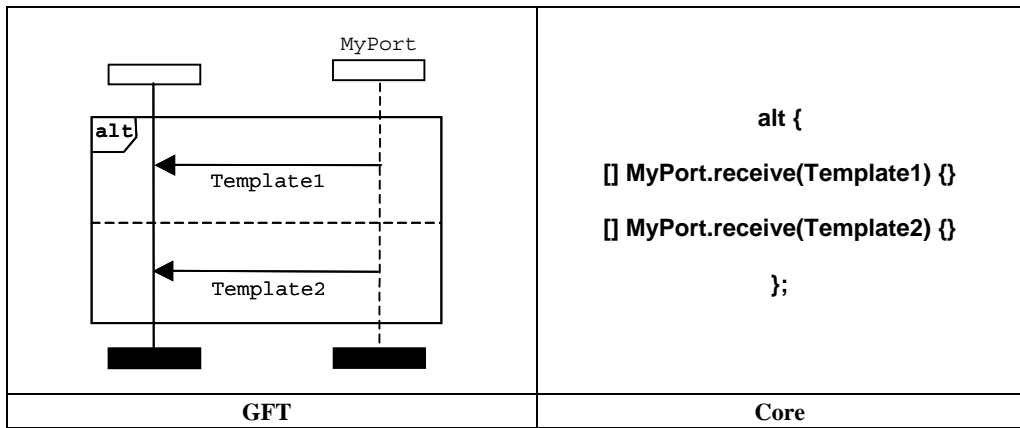 MyPort
alt
Template1
Template2
GFT
alt {
[] MyPort.receive(Template1) {}
[] MyPort.receive(Template2) {}
};
Core